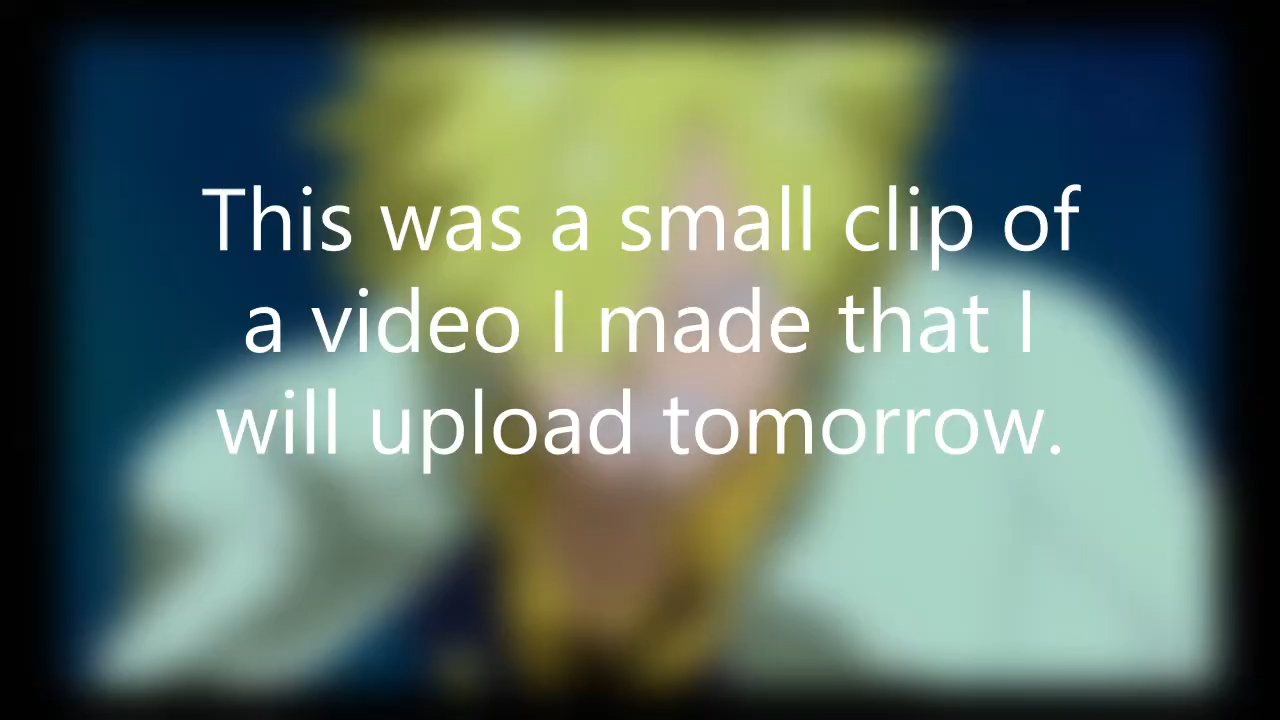 This was a small clip of
a video I made that I
will upload tomorrow.